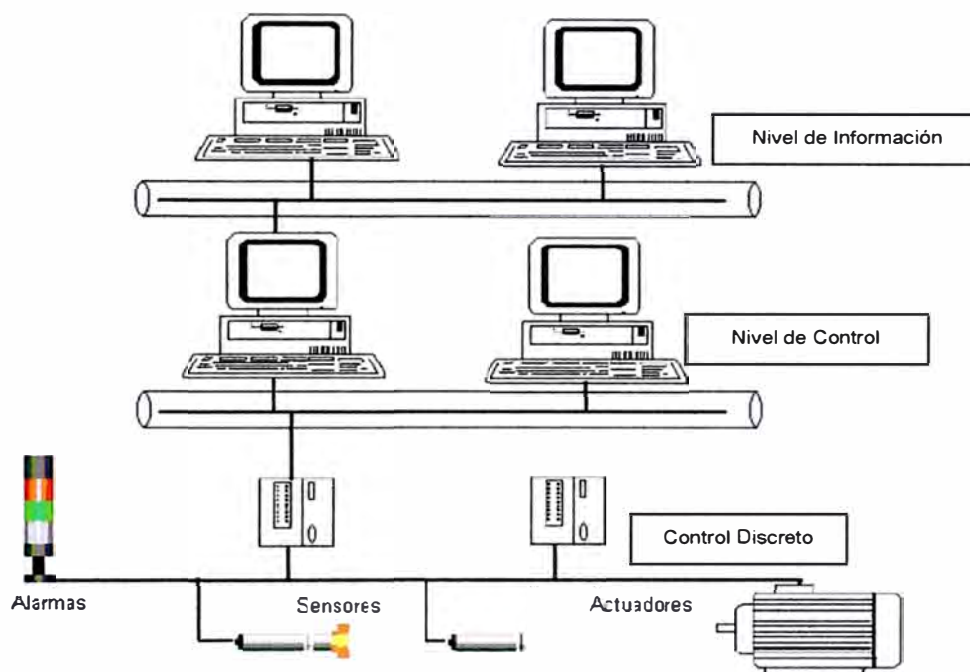 Nivel de Información
Nivel de Control
Control Discreto
Alarmas
Sensores
Actuadores